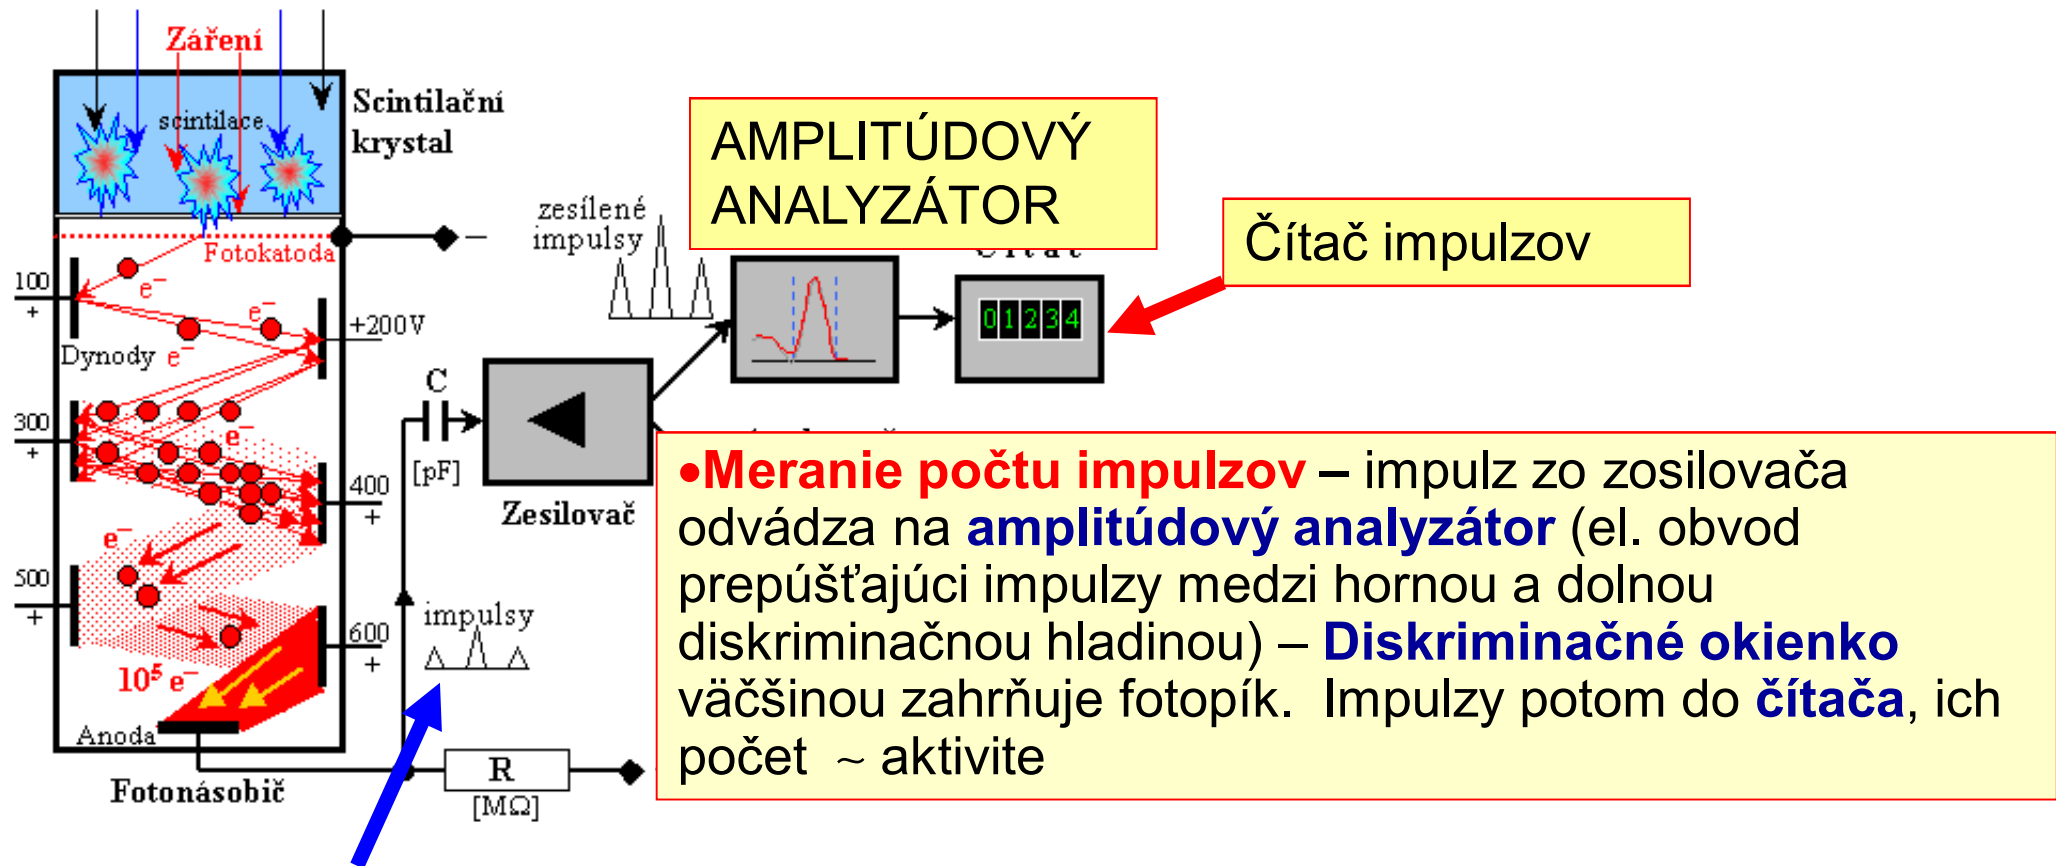 Záření
Scintilační
krystal
scintilace
AMPLITÚDOVÝ
ANALYZÁTOR
zesílené
impulsy
Čítač impulzov
Fotokatoda
–
100
+
e–
e–
+200V
01234
Dynody e–
C
300
+
e–
[pF]
400
+
Zesilovač
•Meranie počtu impulzov – impulz zo zosilovača
odvádza na amplitúdový analyzátor (el. obvod
prepúšťajúci impulzy medzi hornou a dolnou
diskriminačnou hladinou) – Diskriminačné okienko
väčšinou zahrňuje fotopík. Impulzy potom do čítača, ich
počet ~ aktivite
e–
500
+
impulsy
600
+
10⁵ e–
Anoda
R
[MΩ]
Fotonásobič